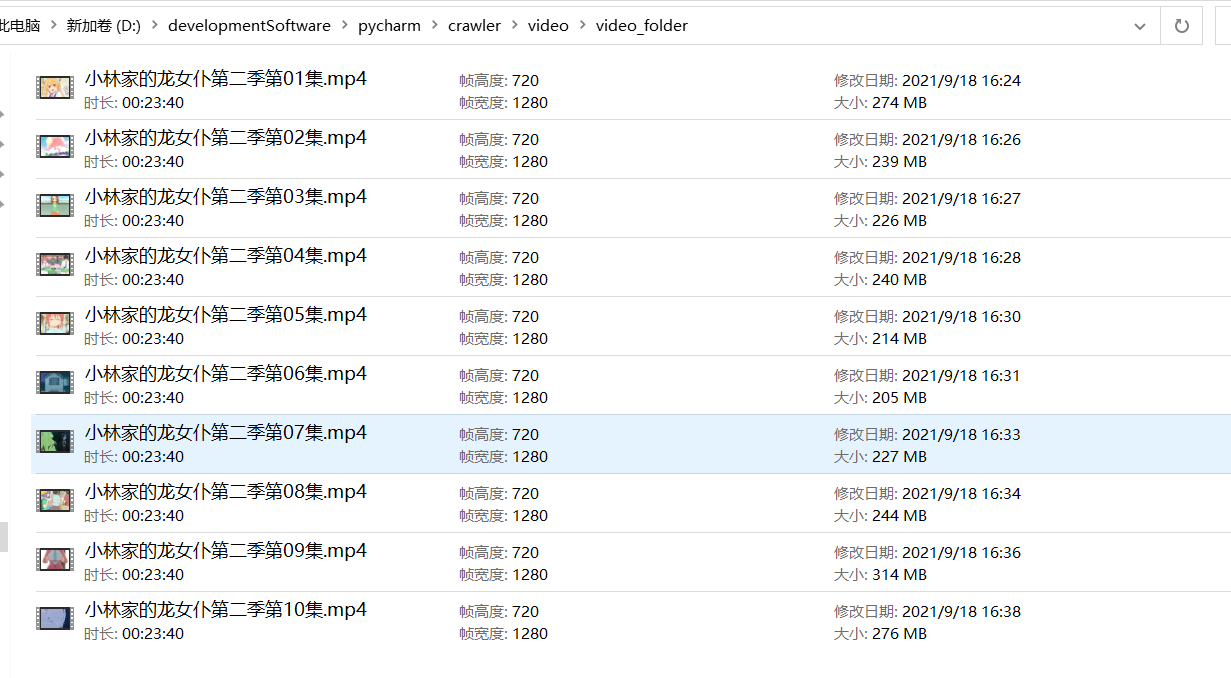 此电脑 > 新加卷 (D:) > developmentSoftware > pycharm > crawler > video > video_folder
小林家的龙女仆第二季第01集.mp4 帧高度: 720 修改日期: 2021/9/18 16:24
时长: 00:23:40 帧宽度: 1280 大小: 274 MB
小林家的龙女仆第二季第02集.mp4 帧高度: 720 修改日期: 2021/9/18 16:26
时长: 00:23:40 帧宽度: 1280 大小: 239 MB
小林家的龙女仆第二季第03集.mp4 帧高度: 720 修改日期: 2021/9/18 16:27
时长: 00:23:40 帧宽度: 1280 大小: 226 MB
小林家的龙女仆第二季第04集.mp4 帧高度: 720 修改日期: 2021/9/18 16:28
时长: 00:23:40 帧宽度: 1280 大小: 240 MB
小林家的龙女仆第二季第05集.mp4 帧高度: 720 修改日期: 2021/9/18 16:30
时长: 00:23:40 帧宽度: 1280 大小: 214 MB
小林家的龙女仆第二季第06集.mp4 帧高度: 720 修改日期: 2021/9/18 16:31
时长: 00:23:40 帧宽度: 1280 大小: 205 MB
小林家的龙女仆第二季第07集.mp4 帧高度: 720 修改日期: 2021/9/18 16:33
时长: 00:23:40 帧宽度: 1280 大小: 227 MB
小林家的龙女仆第二季第08集.mp4 帧高度: 720 修改日期: 2021/9/18 16:34
时长: 00:23:40 帧宽度: 1280 大小: 244 MB
小林家的龙女仆第二季第09集.mp4 帧高度: 720 修改日期: 2021/9/18 16:36
时长: 00:23:40 帧宽度: 1280 大小: 314 MB
小林家的龙女仆第二季第10集.mp4 帧高度: 720 修改日期: 2021/9/18 16:38
时长: 00:23:40 帧宽度: 1280 大小: 276 MB